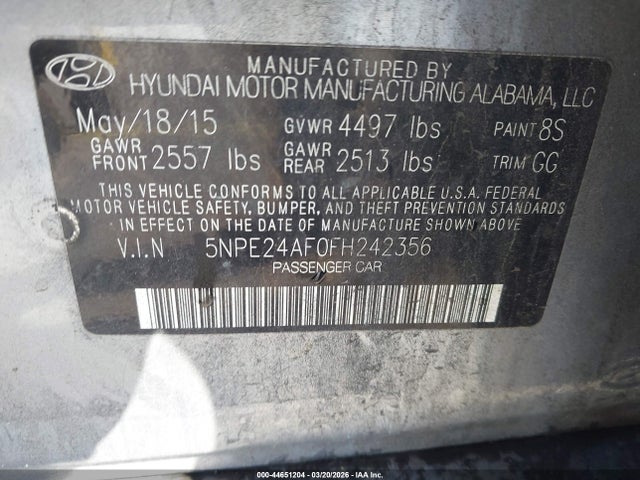 MANUFACTURED BY
HYUNDAI MOTOR MANUFACTURING ALABAMA, LLC
May/18/15 GVWR 4497 lbs PAINT 8S
GAWR FRONT 2557 lbs GAWR REAR 2513 lbs TRIM GG
THIS VEHICLE CONFORMS TO ALL APPLICABLE U.S.A. FEDERAL
MOTOR VEHICLE SAFETY, BUMPER, AND THEFT PREVENTION STANDARDS
IN EFFECT ON THE DATE OF MANUFACTURE SHOWN ABOVE.
V.I.N 5NPE24AF0FH242356
PASSENGER CAR
000-44651204 - 03/20/2026 - IAA Inc.